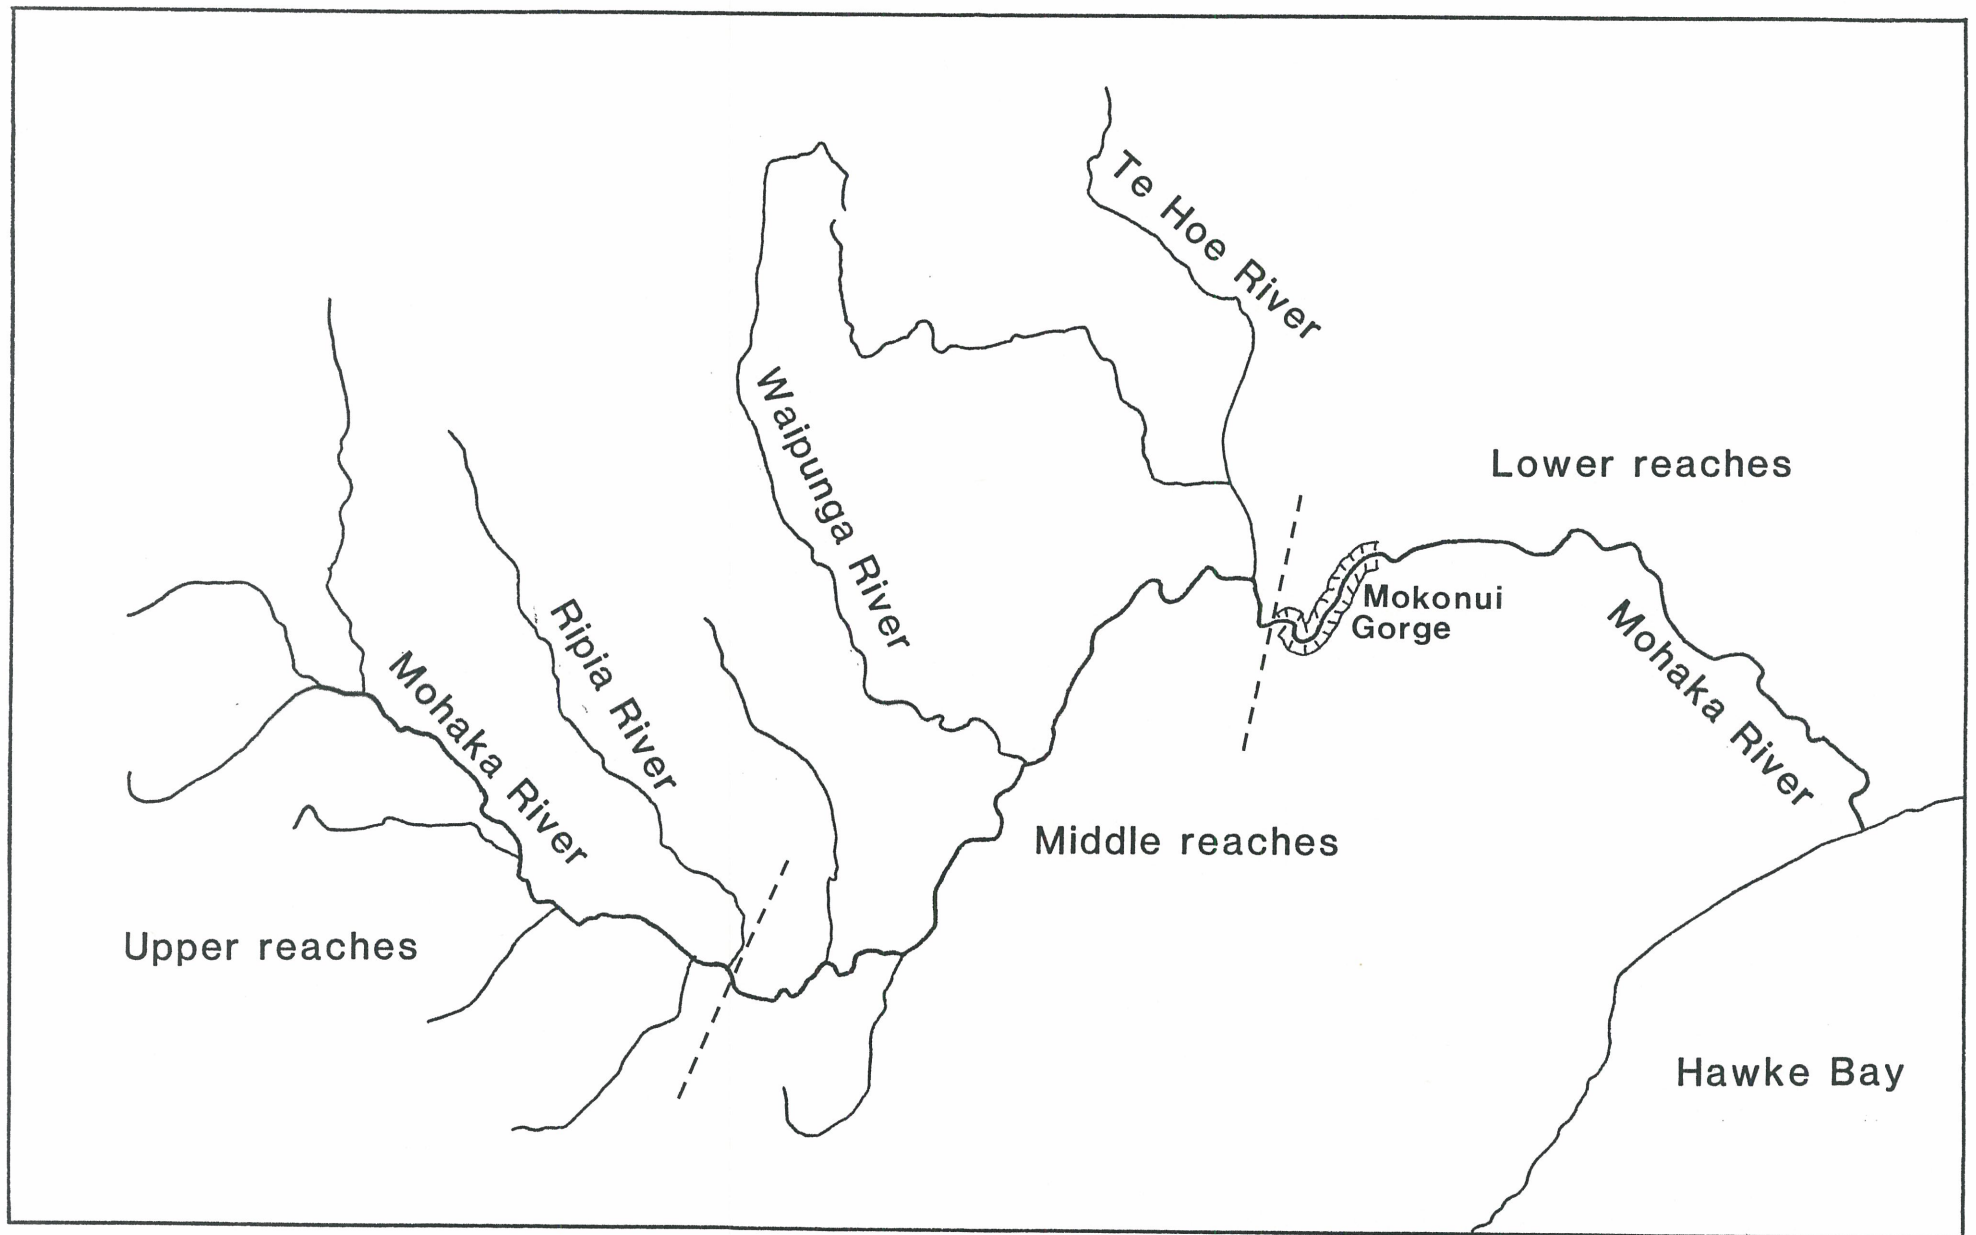 Te Hoe River
Waipunga River
Lower reaches
Mokonui
Gorge
Mohaka River
Ripia River
Mohaka River
Middle reaches
Upper reaches
Hawke Bay